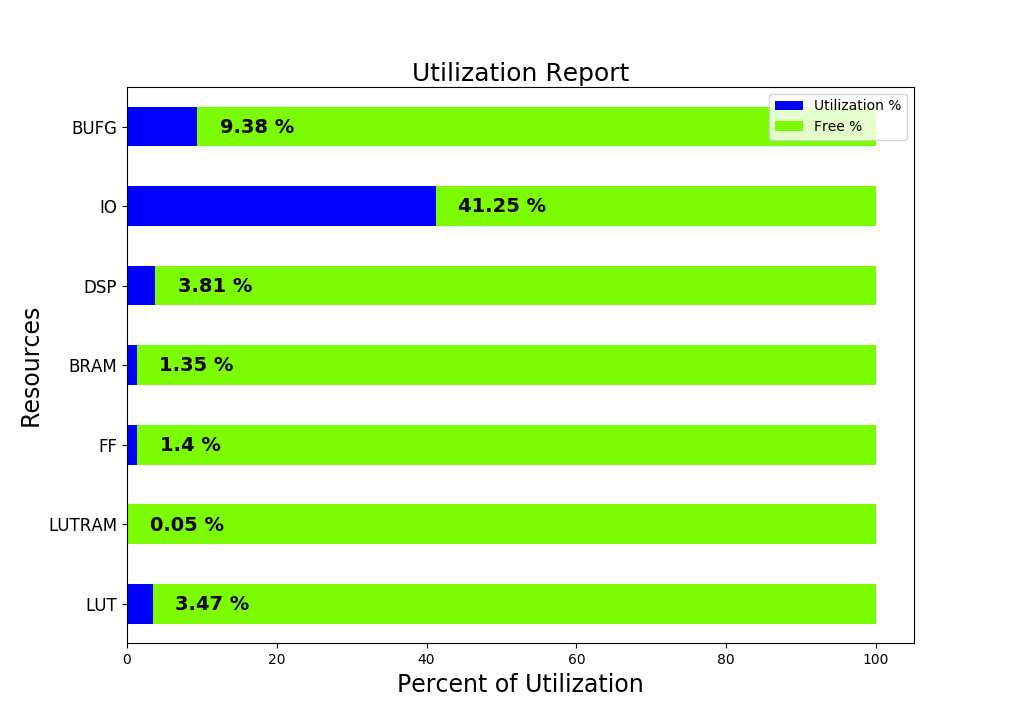 Utilization Report
Utilization %
Free %
BUFG
9.38 %
IO
41.25 %
DSP
3.81 %
BRAM
1.35 %
FF
1.4 %
LUTRAM
0.05 %
LUT
3.47 %
Resources
0 20 40 60 80 100
Percent of Utilization